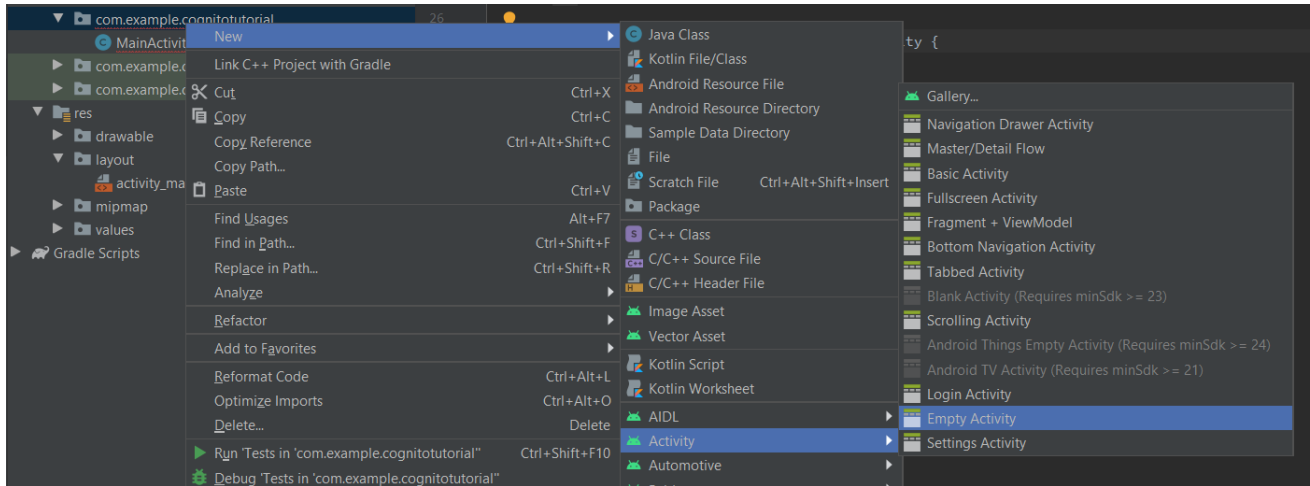 com.example.cognitotutorial
26
MainActivit
com.example.c
com.example.c
res
drawable
layout
activity_ma
mipmap
values
Gradle Scripts
New
Link C++ Project with Gradle
Cut Ctrl+X
Copy Ctrl+C
Copy Reference Ctrl+Alt+Shift+C
Copy Path...
Paste Ctrl+V
Find Usages Alt+F7
Find in Path... Ctrl+Shift+F
Replace in Path... Ctrl+Shift+R
Analyze
Refactor
Add to Favorites
Reformat Code Ctrl+Alt+L
Optimize Imports Ctrl+Alt+O
Delete... Delete
Run 'Tests in 'com.example.cognitotutorial'' Ctrl+Shift+F10
Debug 'Tests in 'com.example.cognitotutorial''
Java Class
Kotlin File/Class
Android Resource File
Android Resource Directory
Sample Data Directory
File
Scratch File Ctrl+Alt+Shift+Insert
Package
C++ Class
C/C++ Source File
C/C++ Header File
Image Asset
Vector Asset
Kotlin Script
Kotlin Worksheet
AIDL
Activity
Automotive
ty {
Gallery...
Navigation Drawer Activity
Master/Detail Flow
Basic Activity
Fullscreen Activity
Fragment + ViewModel
Bottom Navigation Activity
Tabbed Activity
Blank Activity (Requires minSdk >= 23)
Scrolling Activity
Android Things Empty Activity (Requires minSdk >= 24)
Android TV Activity (Requires minSdk >= 21)
Login Activity
Empty Activity
Settings Activity